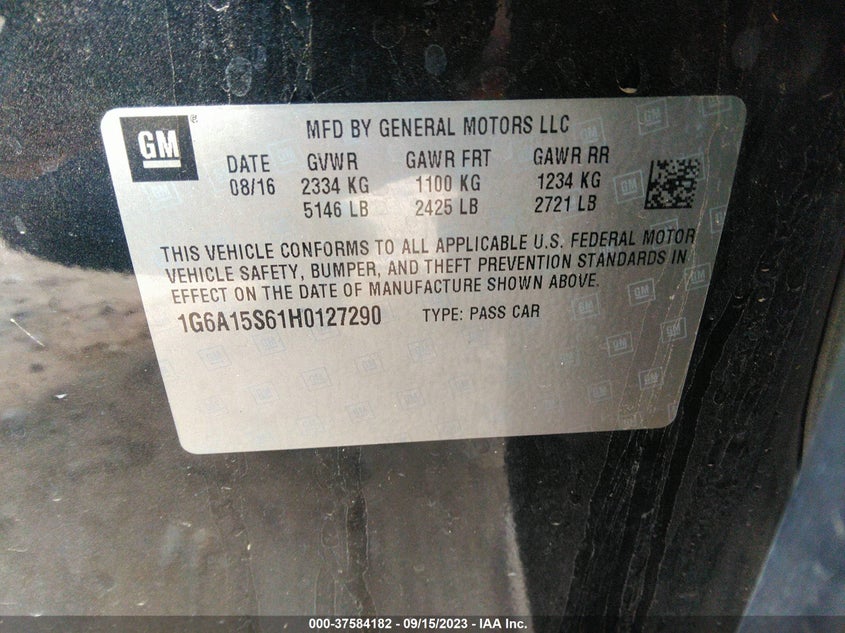 GM ®
MFD BY GENERAL MOTORS LLC
DATE GVWR GAWR FRT GAWR RR
08/16 2334 KG 1100 KG 1234 KG
5146 LB 2425 LB 2721 LB
THIS VEHICLE CONFORMS TO ALL APPLICABLE U.S. FEDERAL MOTOR
VEHICLE SAFETY, BUMPER, AND THEFT PREVENTION STANDARDS IN
EFFECT ON THE DATE OF MANUFACTURE SHOWN ABOVE.
1G6A15S61H0127290 TYPE: PASS CAR
000-37584182 - 09/15/2023 - IAA Inc.